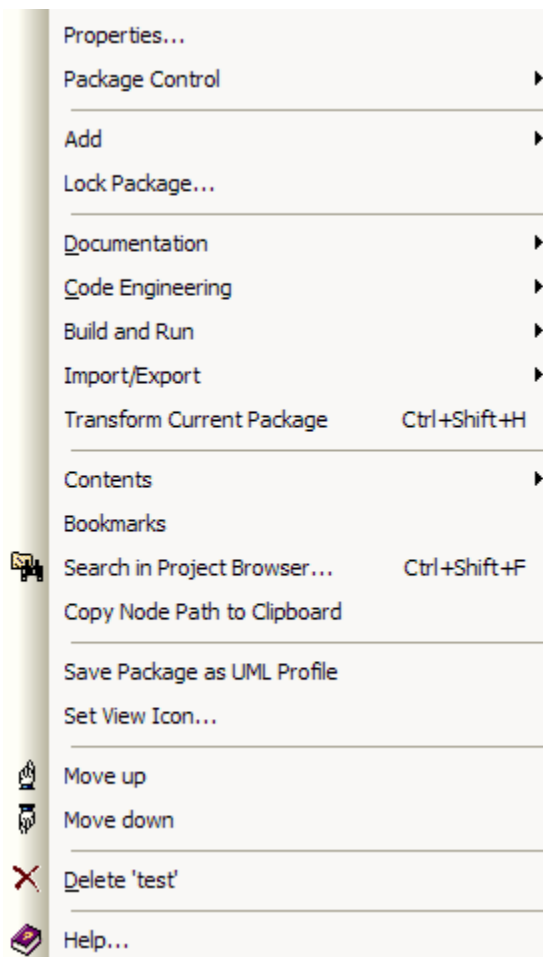 Properties...
Package Control
Add
Lock Package...
Documentation
Code Engineering
Build and Run
Import/Export
Transform Current Package Ctrl+Shift+H
Contents
Bookmarks
Search in Project Browser... Ctrl+Shift+F
Copy Node Path to Clipboard
Save Package as UML Profile
Set View Icon...
Move up
Move down
Delete 'test'
Help...